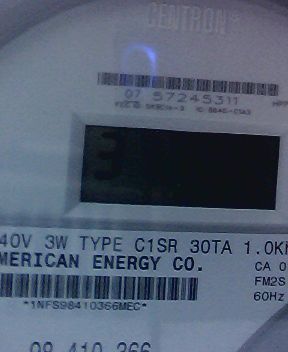 CENTRON®
07 57245311
3
40V 3W TYPE C1SR 30TA 1.0K
MERICAN ENERGY CO.
CA 0
FM2S
60Hz
*1NFS98410366MEC*
98 410 366